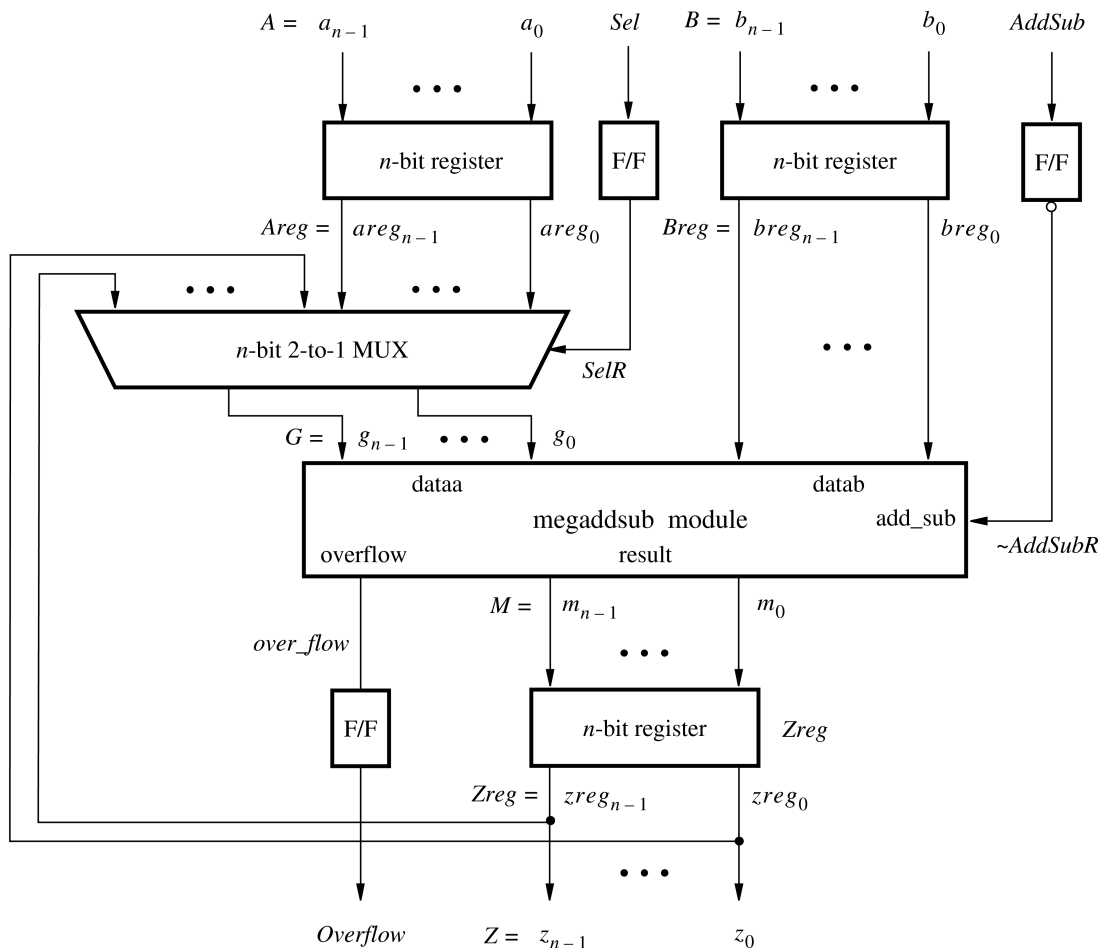 A = a_{n-1} a_0 Sel B = b_{n-1} b_0 AddSub
n-bit register F/F n-bit register F/F
Areg = areg_{n-1} areg_0 Breg = breg_{n-1} breg_0
n-bit 2-to-1 MUX
SelR
G = g_{n-1} g_0
dataa datab
megaddsub module add_sub
overflow result ~AddSubR
M = m_{n-1} m_0
over_flow
F/F n-bit register Zreg
Zreg = zreg_{n-1} zreg_0
Overflow Z = z_{n-1} z_0